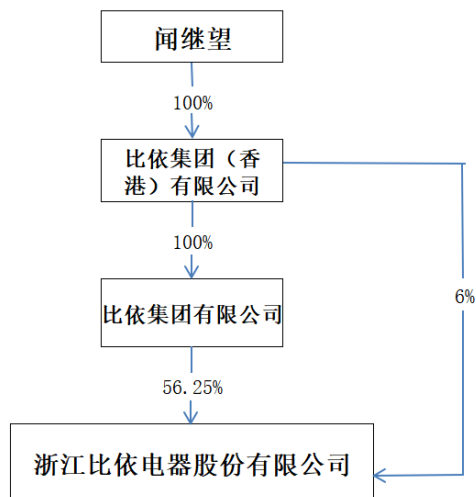 闻继望
100%
比依集团（香
港）有限公司
100%
比依集团有限公司
6%
56.25%
浙江比依电器股份有限公司